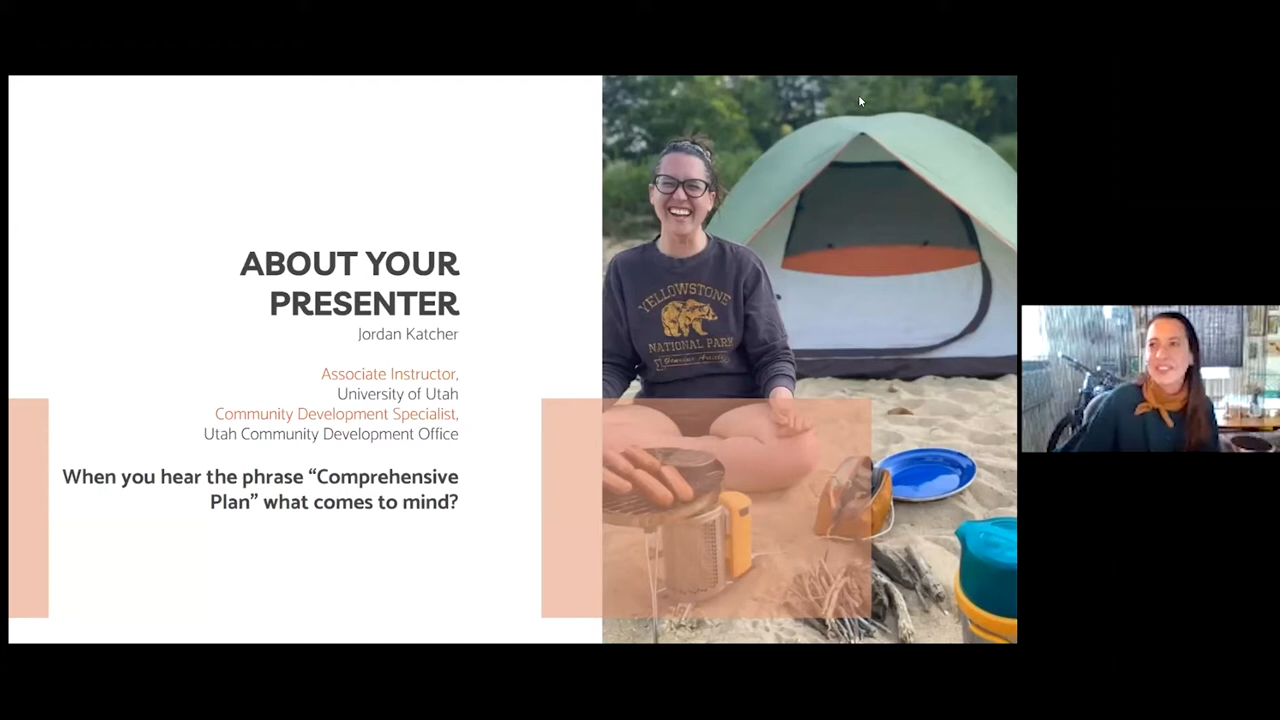 ABOUT YOUR
PRESENTER
Jordan Katcher
Associate Instructor,
University of Utah
Community Development Specialist,
Utah Community Development Office
When you hear the phrase “Comprehensive
Plan” what comes to mind?
YELLOWSTONE
NATIONAL PARK